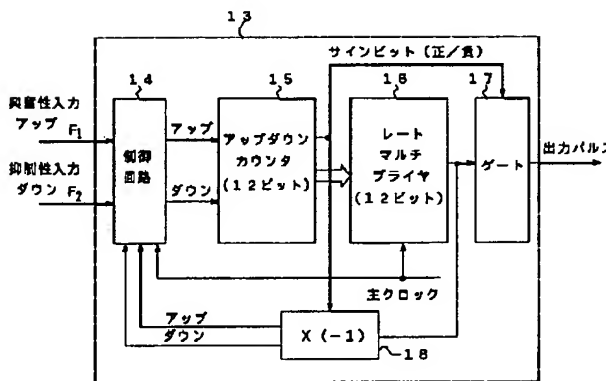 13
サインビット(正/負)
14
15
16
17
興奮性入力
アップ F1
抑制性入力
ダウン F2
制御
回路
アップ
ダウン
アップダウン
カウンタ
(12ビット)
レート
マルチ
プライヤ
(12ビット)
ゲート
出力パルス
主クロック
アップ
ダウン
X(-1)
18